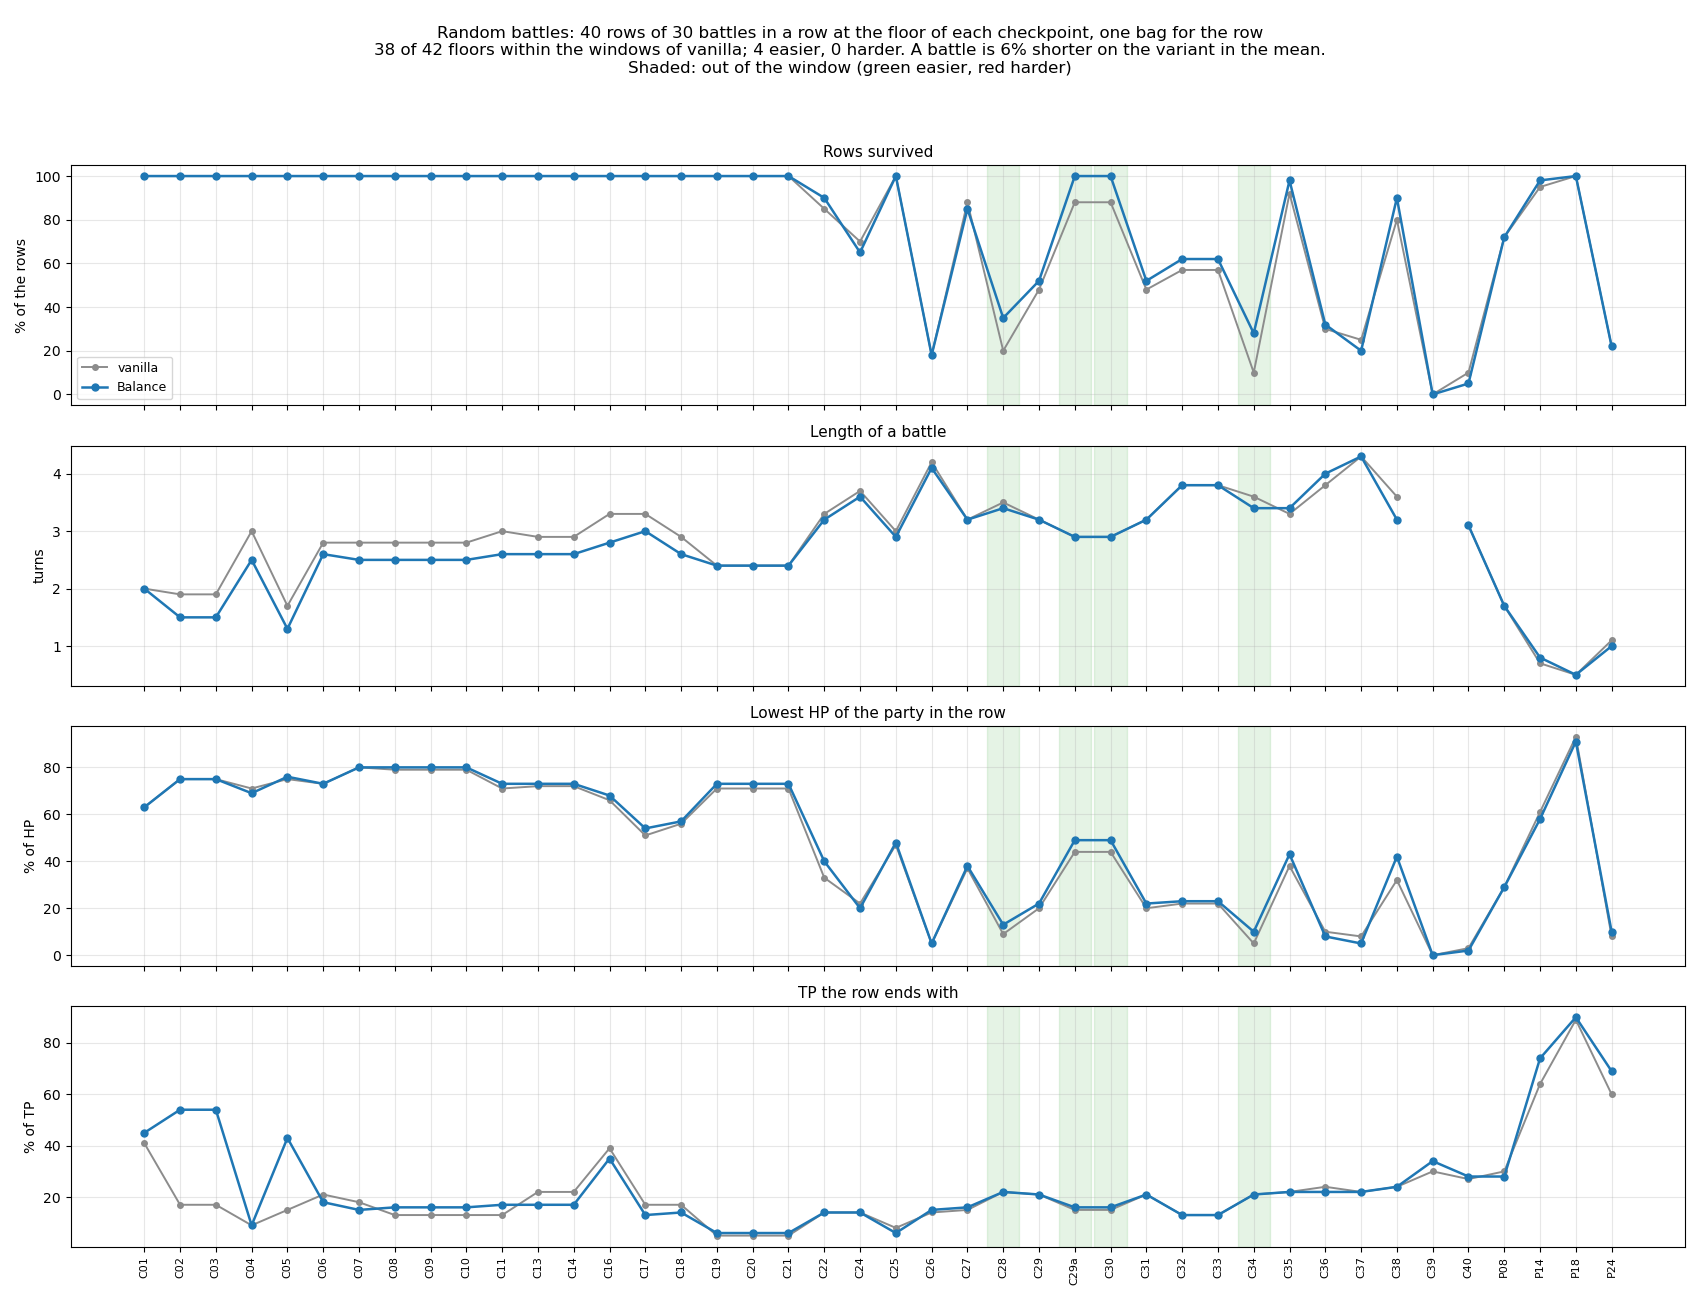 Random battles: 40 rows of 30 battles in a row at the floor of each checkpoint, one bag for the row
38 of 42 floors within the windows of vanilla; 4 easier, 0 harder. A battle is 6% shorter on the variant in the mean.
Shaded: out of the window (green easier, red harder)
Rows survived
% of the rows
100
80
60
40
20
0
vanilla
Balance
Length of a battle
turns
4
3
2
1
Lowest HP of the party in the row
% of HP
80
60
40
20
0
TP the row ends with
% of TP
80
60
40
20
C01 C02 C03 C04 C05 C06 C07 C08 C09 C10 C11 C13 C14 C16 C17 C18 C19 C20 C21 C22 C24 C25 C26 C27 C28 C29 C29a C30 C31 C32 C33 C34 C35 C36 C37 C38 C39 C40 P08 P14 P18 P24